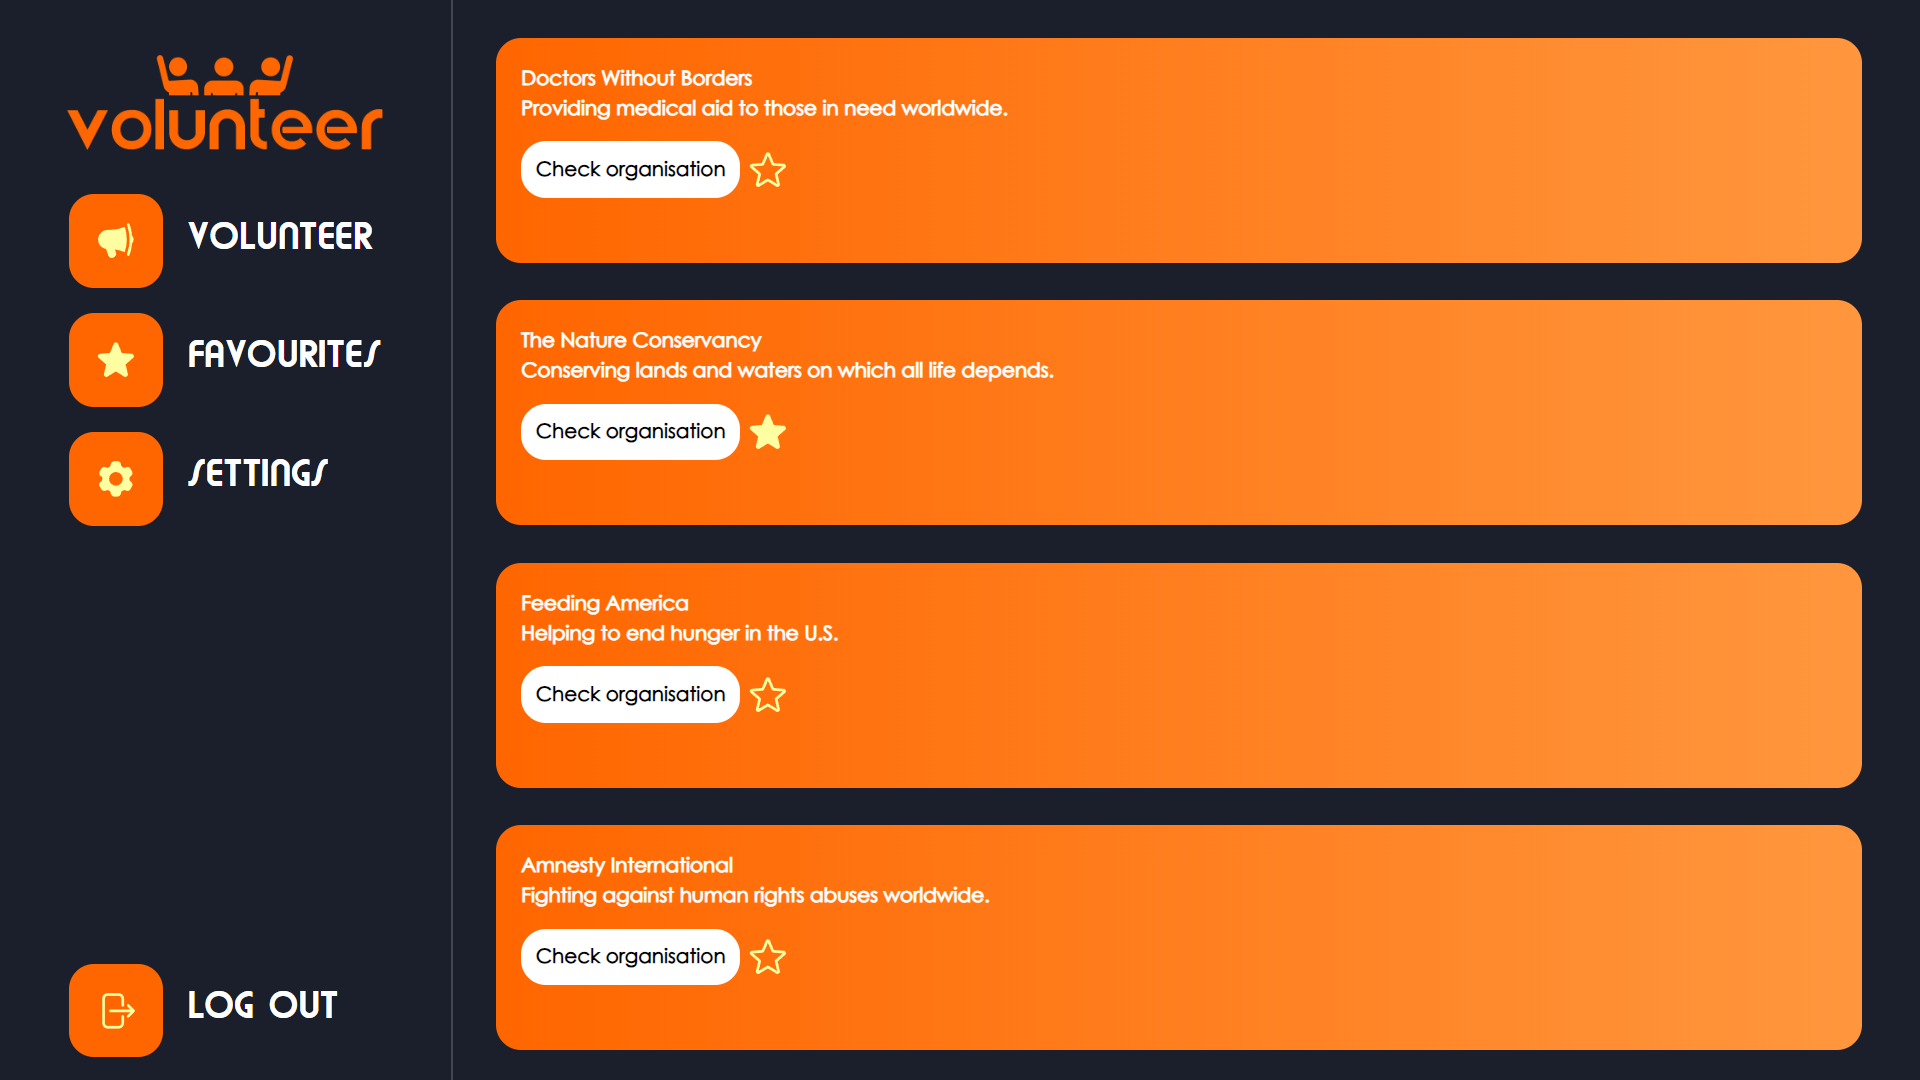 volunteer
VOLUNTEER
FAVOURITES
SETTINGS
LOG OUT
Doctors Without Borders
Providing medical aid to those in need worldwide.
Check organisation
The Nature Conservancy
Conserving lands and waters on which all life depends.
Check organisation
Feeding America
Helping to end hunger in the U.S.
Check organisation
Amnesty International
Fighting against human rights abuses worldwide.
Check organisation